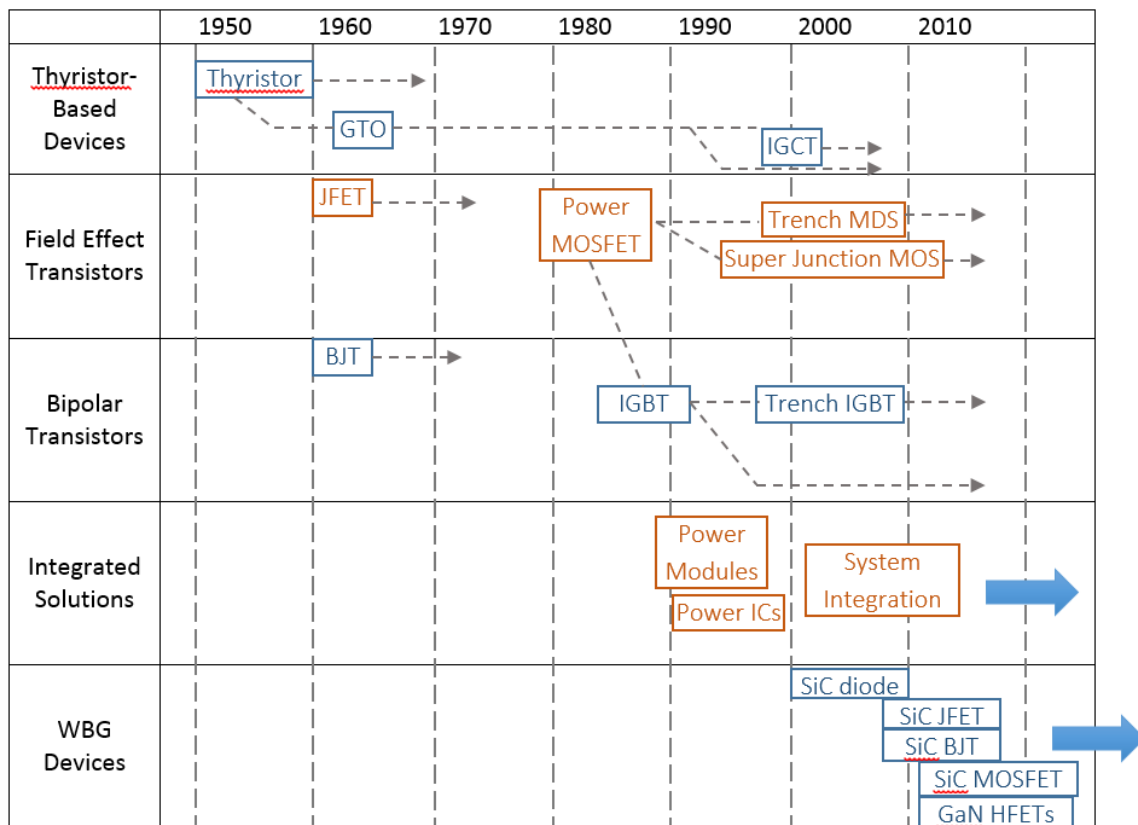 1950 1960 1970 1980 1990 2000 2010
Thyristor-
Based
Devices
Thyristor
GTO
IGCT
Field Effect
Transistors
JFET
Power
MOSFET
Trench MDS
Super Junction MOS
Bipolar
Transistors
BJT
IGBT
Trench IGBT
Integrated
Solutions
Power
Modules
Power ICs
System
Integration
WBG
Devices
SiC diode
SiC JFET
SiC BJT
SiC MOSFET
GaN HFETs